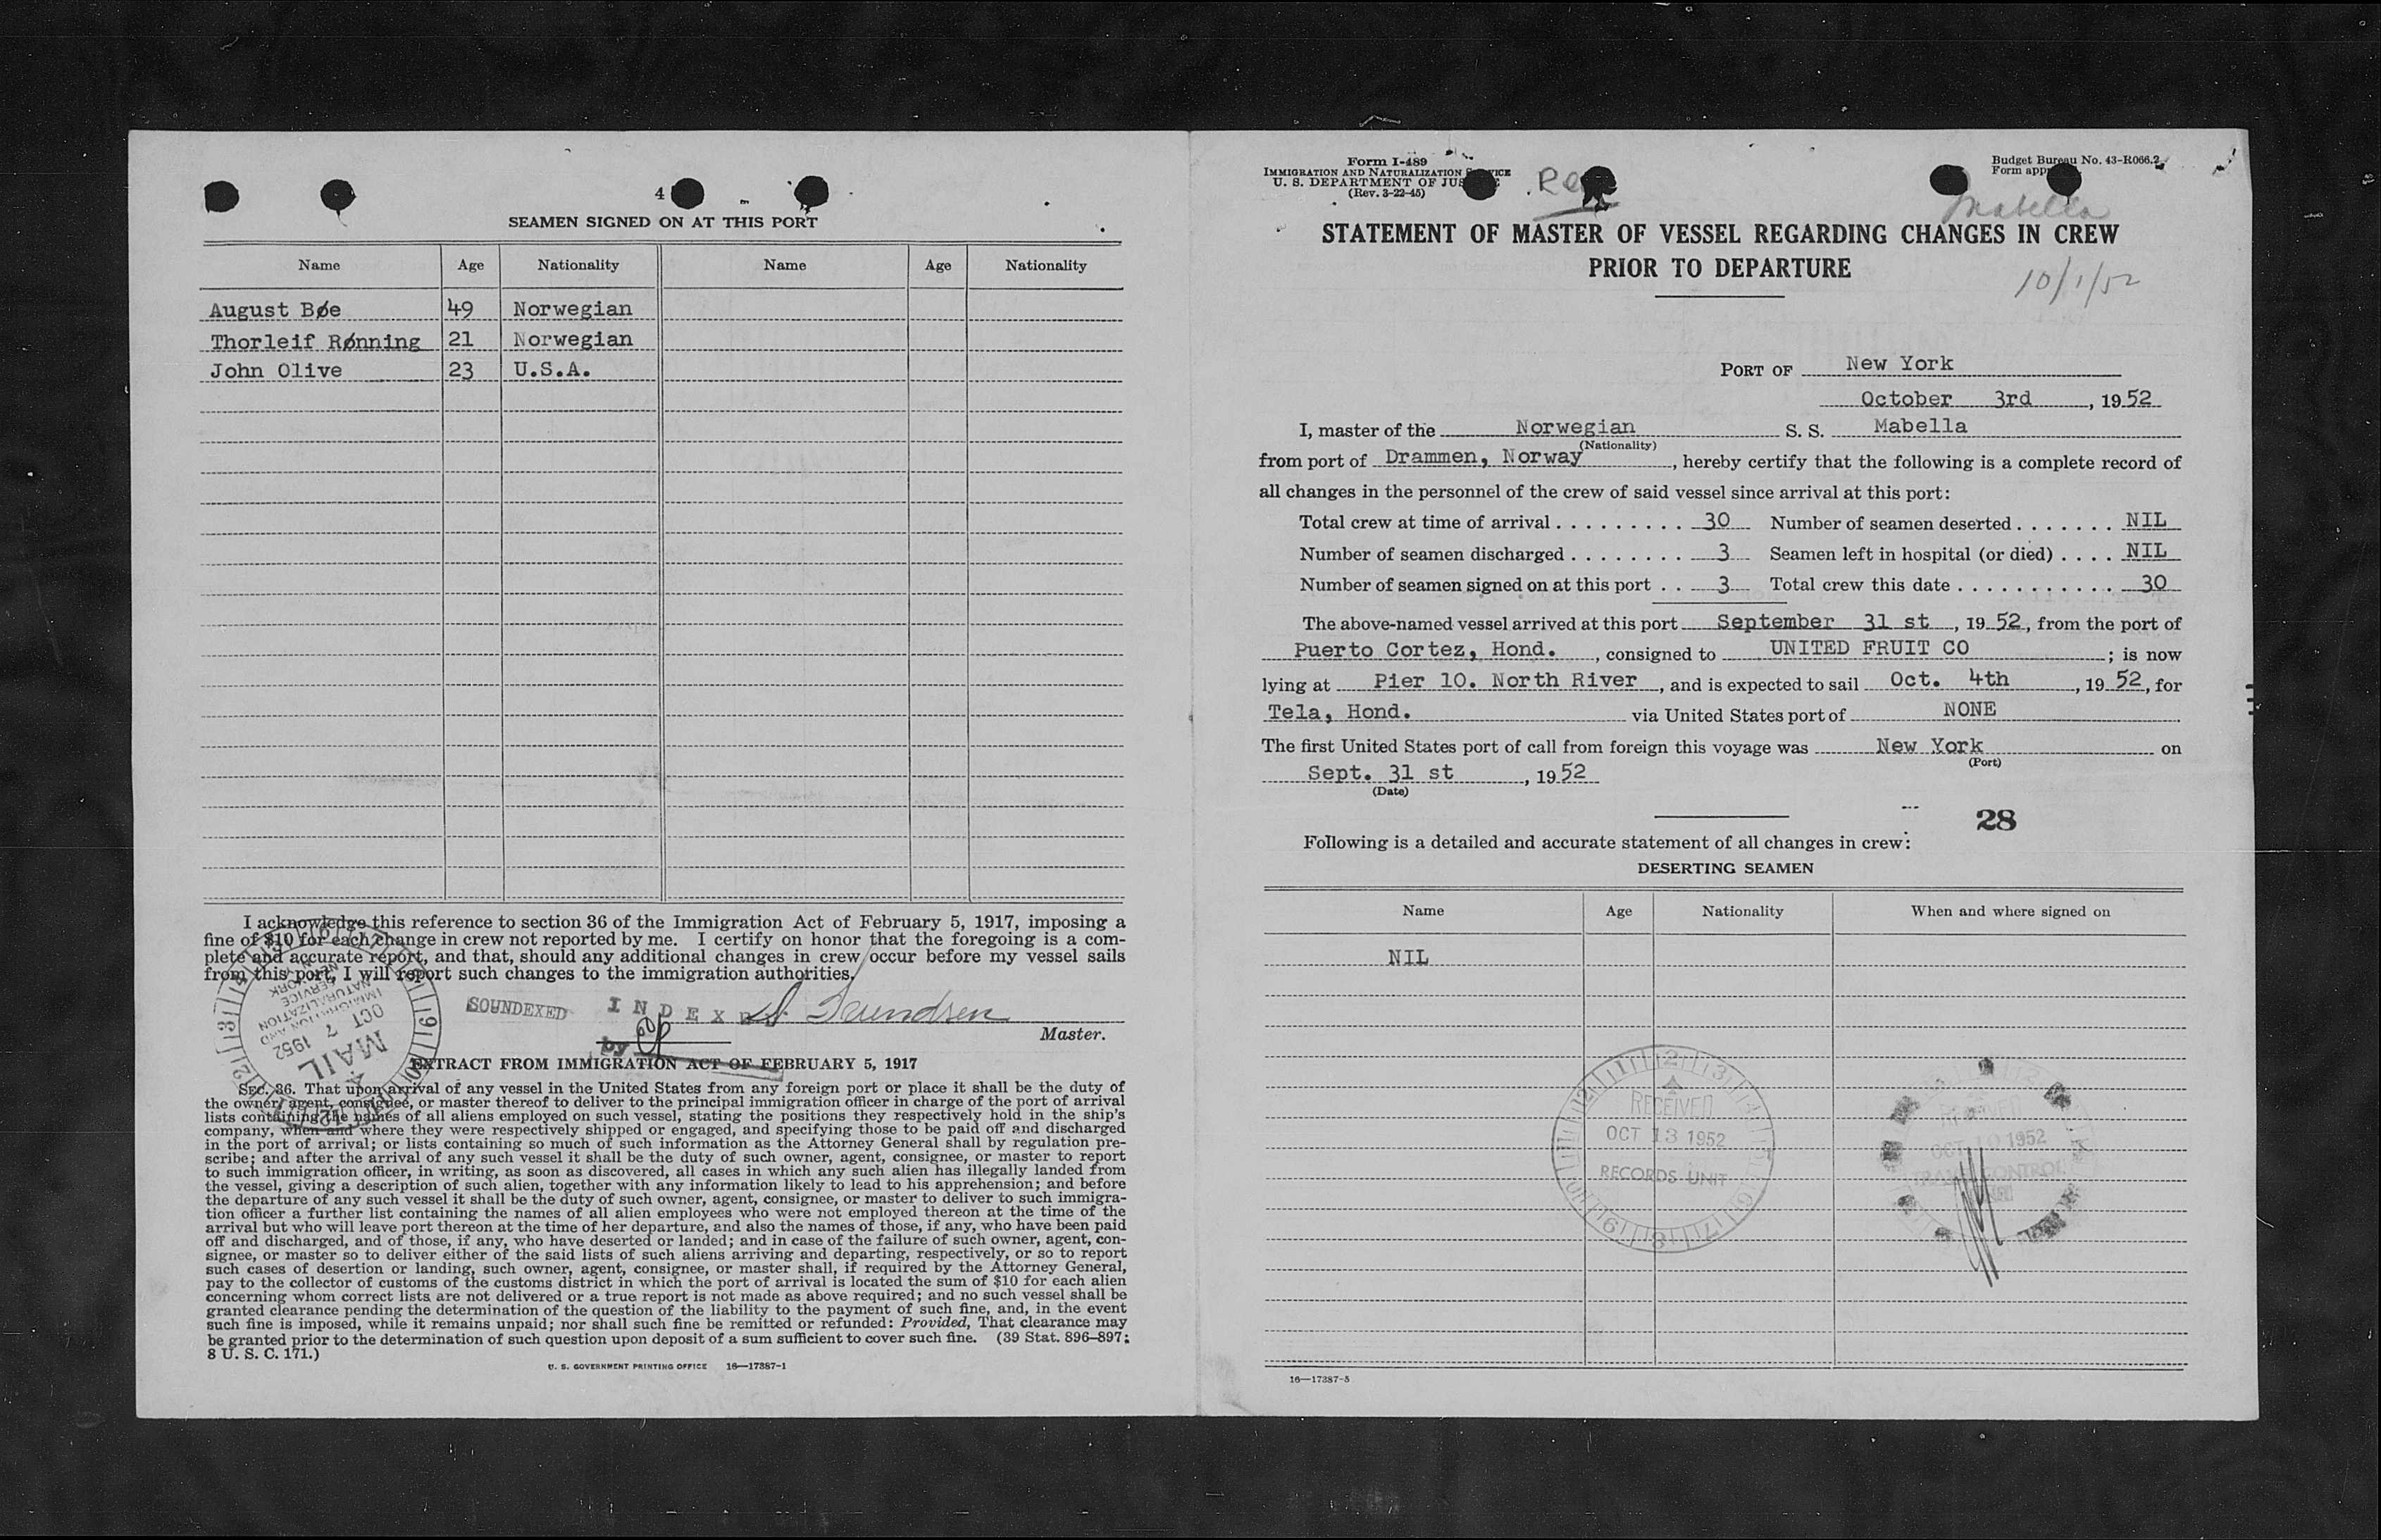 4
SEAMEN SIGNED ON AT THIS PORT
Name Age Nationality Name Age Nationality
August Bøe 49 Norwegian
Thorleif Rønning 21 Norwegian
John Olive 23 U.S.A.
I acknowledge this reference to section 36 of the Immigration Act of February 5, 1917, imposing a
fine of $10 for each change in crew not reported by me. I certify on honor that the foregoing is a com-
plete and accurate report, and that, should any additional changes in crew occur before my vessel sails
from this port, I will report such changes to the immigration authorities.
SOUNDEXED INDEXED
Master.
by
MAIL
OCT 7 1952
IMMIGRATION AND
NATURALIZATION
SERVICE
NEW YORK
EXTRACT FROM IMMIGRATION ACT OF FEBRUARY 5, 1917
SEC. 36. That upon arrival of any vessel in the United States from any foreign port or place it shall be the duty of
the owner, agent, consignee, or master thereof to deliver to the principal immigration officer in charge of the port of arrival
lists containing the names of all aliens employed on such vessel, stating the positions they respectively hold in the ship's
company, when and where they were respectively shipped or engaged, and specifying those to be paid off and discharged
in the port of arrival; or lists containing so much of such information as the Attorney General shall by regulation pre-
scribe; and after the arrival of any such vessel it shall be the duty of such owner, agent, consignee, or master to report
to such immigration officer, in writing, as soon as discovered, all cases in which any such alien has illegally landed from
the vessel, giving a description of such alien, together with any information likely to lead to his apprehension; and before
the departure of any such vessel it shall be the duty of such owner, agent, consignee, or master to deliver to such immigra-
tion officer a further list containing the names of all alien employees who were not employed thereon at the time of the
arrival but who will leave port thereon at the time of her departure, and also the names of those, if any, who have been paid
off and discharged, and of those, if any, who have deserted or landed; and in case of the failure of such owner, agent, con-
signee, or master so to deliver either of the said lists of such aliens arriving and departing, respectively, or so to report
such cases of desertion or landing, such owner, agent, consignee, or master shall, if required by the Attorney General,
pay to the collector of customs of the customs district in which the port of arrival is located the sum of $10 for each alien
concerning whom correct lists are not delivered or a true report is not made as above required; and no such vessel shall be
granted clearance pending the determination of the question of the liability to the payment of such fine, and, in the event
such fine is imposed, while it remains unpaid; nor shall such fine be remitted or refunded: Provided, That clearance may
be granted prior to the determination of such question upon deposit of a sum sufficient to cover such fine. (39 Stat. 896–897;
8 U. S. C. 171.)
U. S. GOVERNMENT PRINTING OFFICE 16—17387-1
Form I-489
IMMIGRATION AND NATURALIZATION SERVICE
U. S. DEPARTMENT OF JUS
(Rev. 3-22-45)
Budget Bureau No. 43-R066.2
Form app
Mabella
STATEMENT OF MASTER OF VESSEL REGARDING CHANGES IN CREW
PRIOR TO DEPARTURE
10/1/52
PORT OF New York
October 3rd, 1952
I, master of the Norwegian S. S. Mabella
(Nationality)
from port of Drammen, Norway, hereby certify that the following is a complete record of
all changes in the personnel of the crew of said vessel since arrival at this port:
Total crew at time of arrival . . . . . . . . . 30 Number of seamen deserted . . . . . . . NIL
Number of seamen discharged . . . . . . . . 3 Seamen left in hospital (or died) . . . . NIL
Number of seamen signed on at this port . . 3 Total crew this date . . . . . . . . . . . 30
The above-named vessel arrived at this port September 31 st, 1952, from the port of
Puerto Cortez, Hond., consigned to UNITED FRUIT CO; is now
lying at Pier 10. North River, and is expected to sail Oct. 4th, 1952, for
Tela, Hond. via United States port of NONE
The first United States port of call from foreign this voyage was New York on
(Port)
Sept. 31 st, 1952
(Date)
28
Following is a detailed and accurate statement of all changes in crew:
DESERTING SEAMEN
Name Age Nationality When and where signed on
NIL
RECEIVED
OCT 13 1952
RECORDS UNIT
RECEIVED
OCT 10 1952
CONTROL
16—17387-5